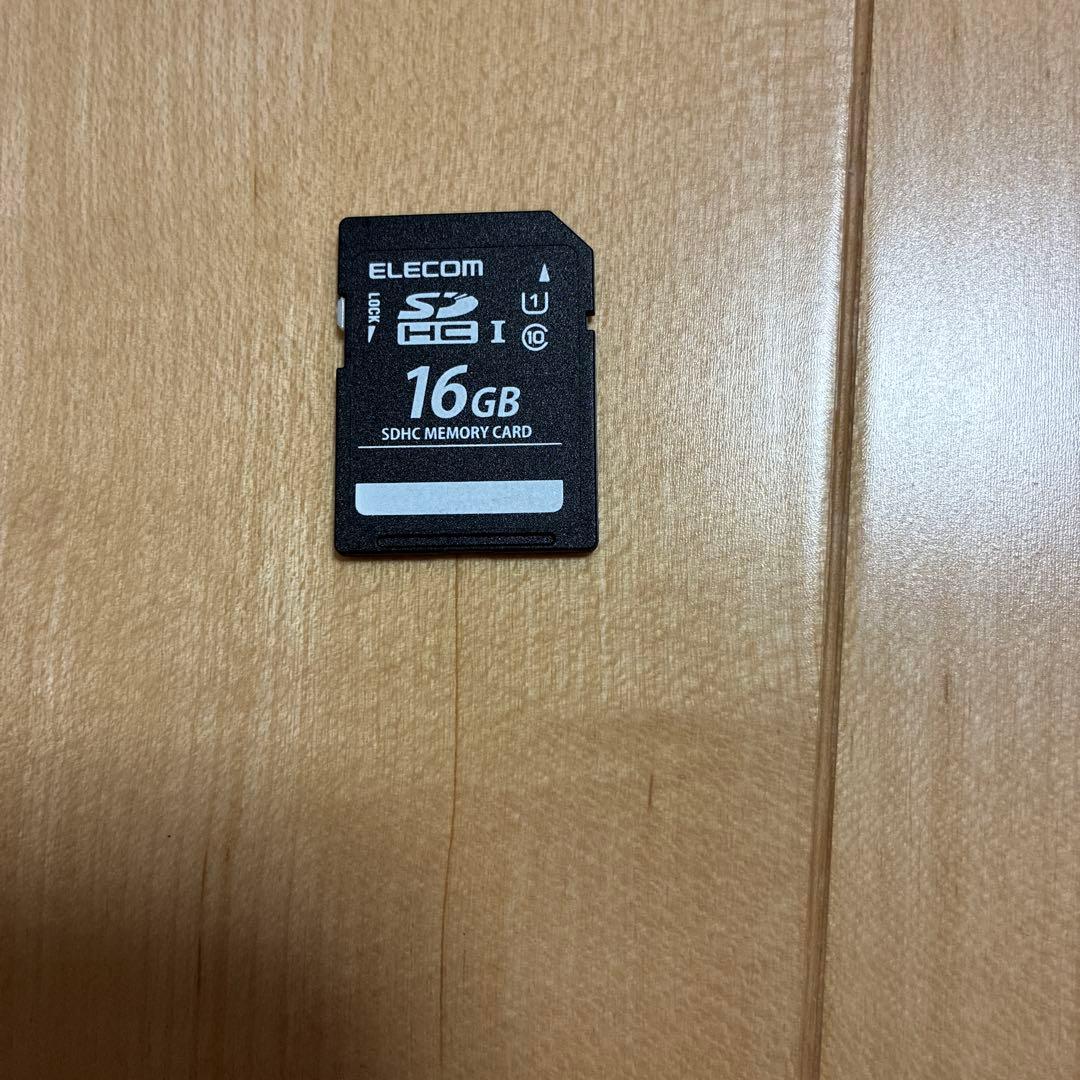 ELECOM
LOCK
SD
HC I
1
10
16GB
SDHC MEMORY CARD